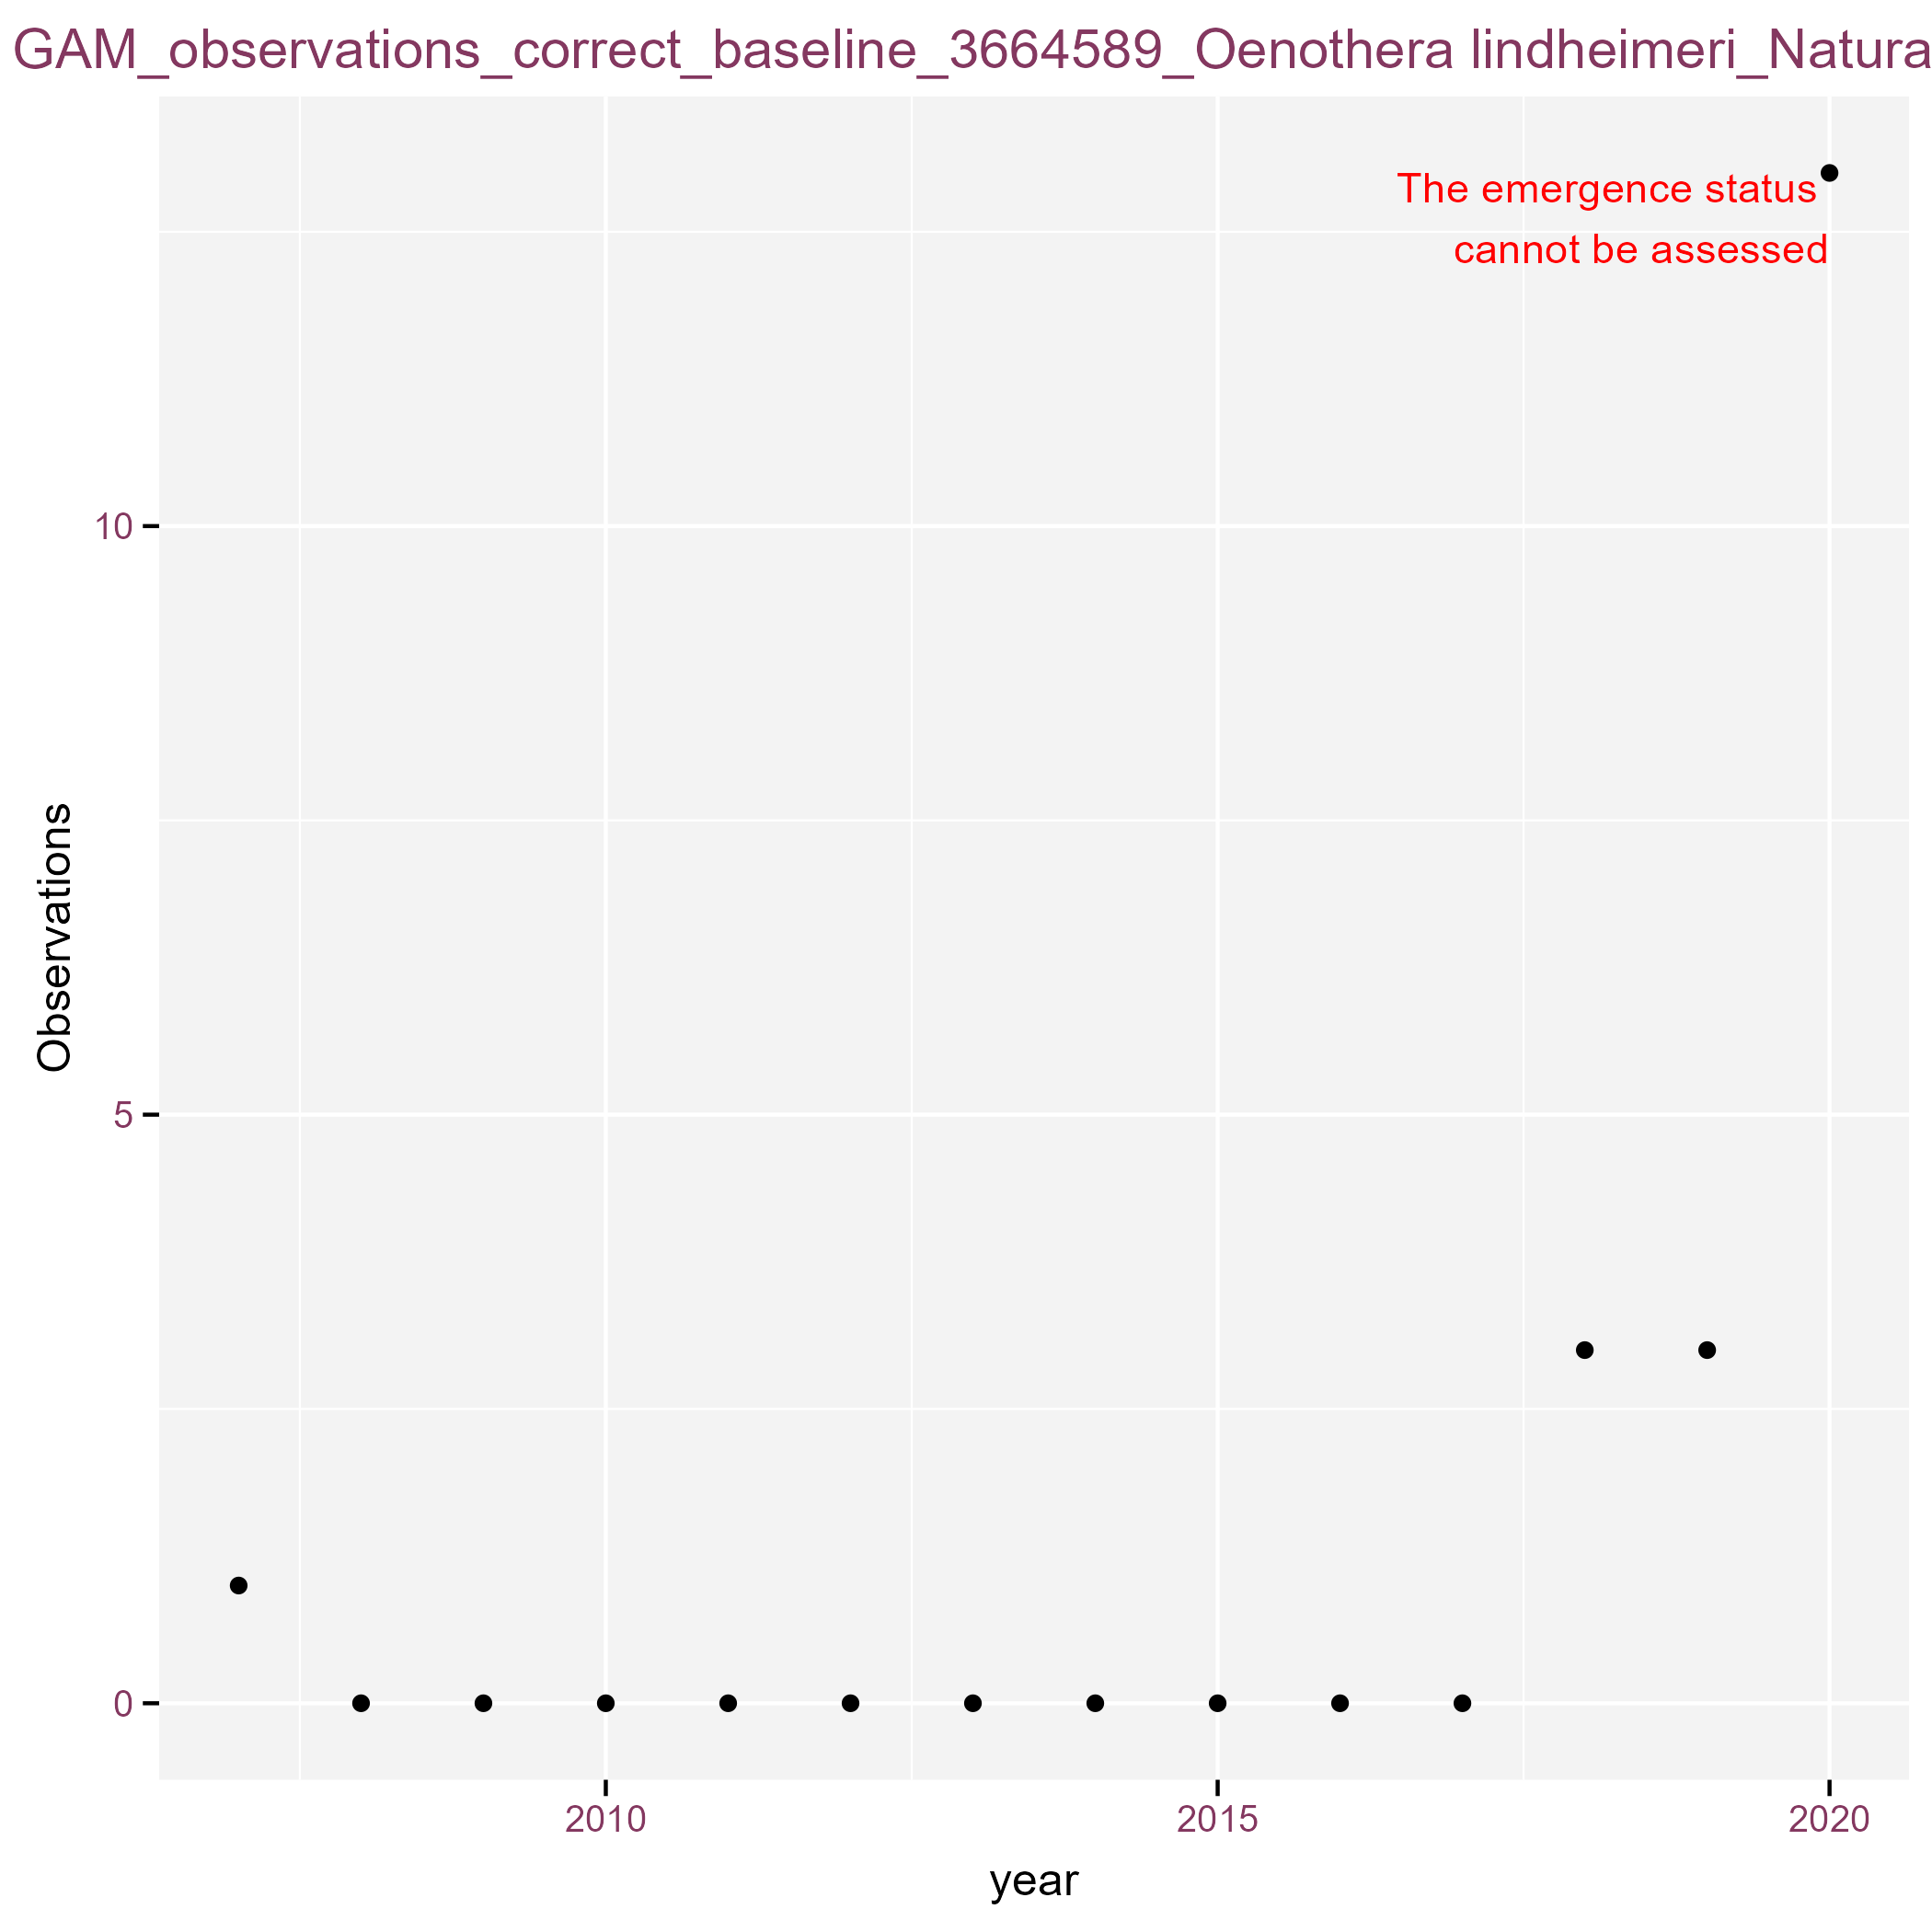 GAM_observations_correct_baseline_3664589_Oenothera lindheimeri_Natura
The emergence status
cannot be assessed
10
5
0
Observations
2010 2015 2020
year